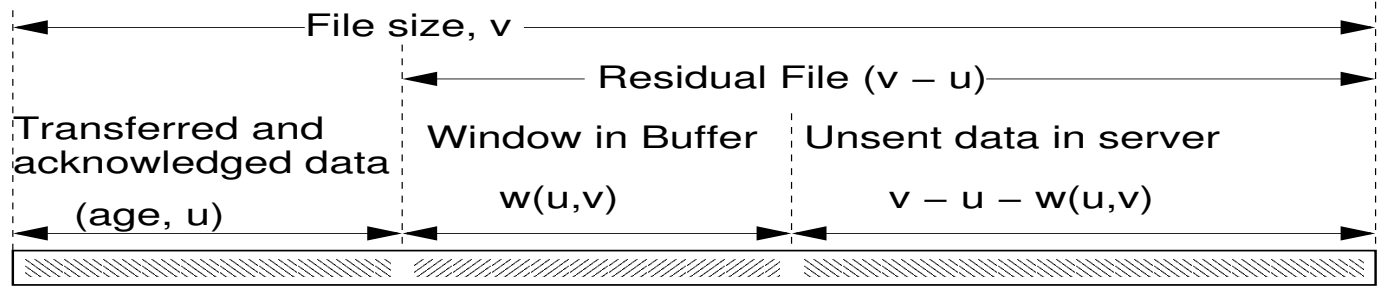 File size, v
Residual File (v – u)
Transferred and
acknowledged data
(age, u)
Window in Buffer
w(u,v)
Unsent data in server
v – u – w(u,v)